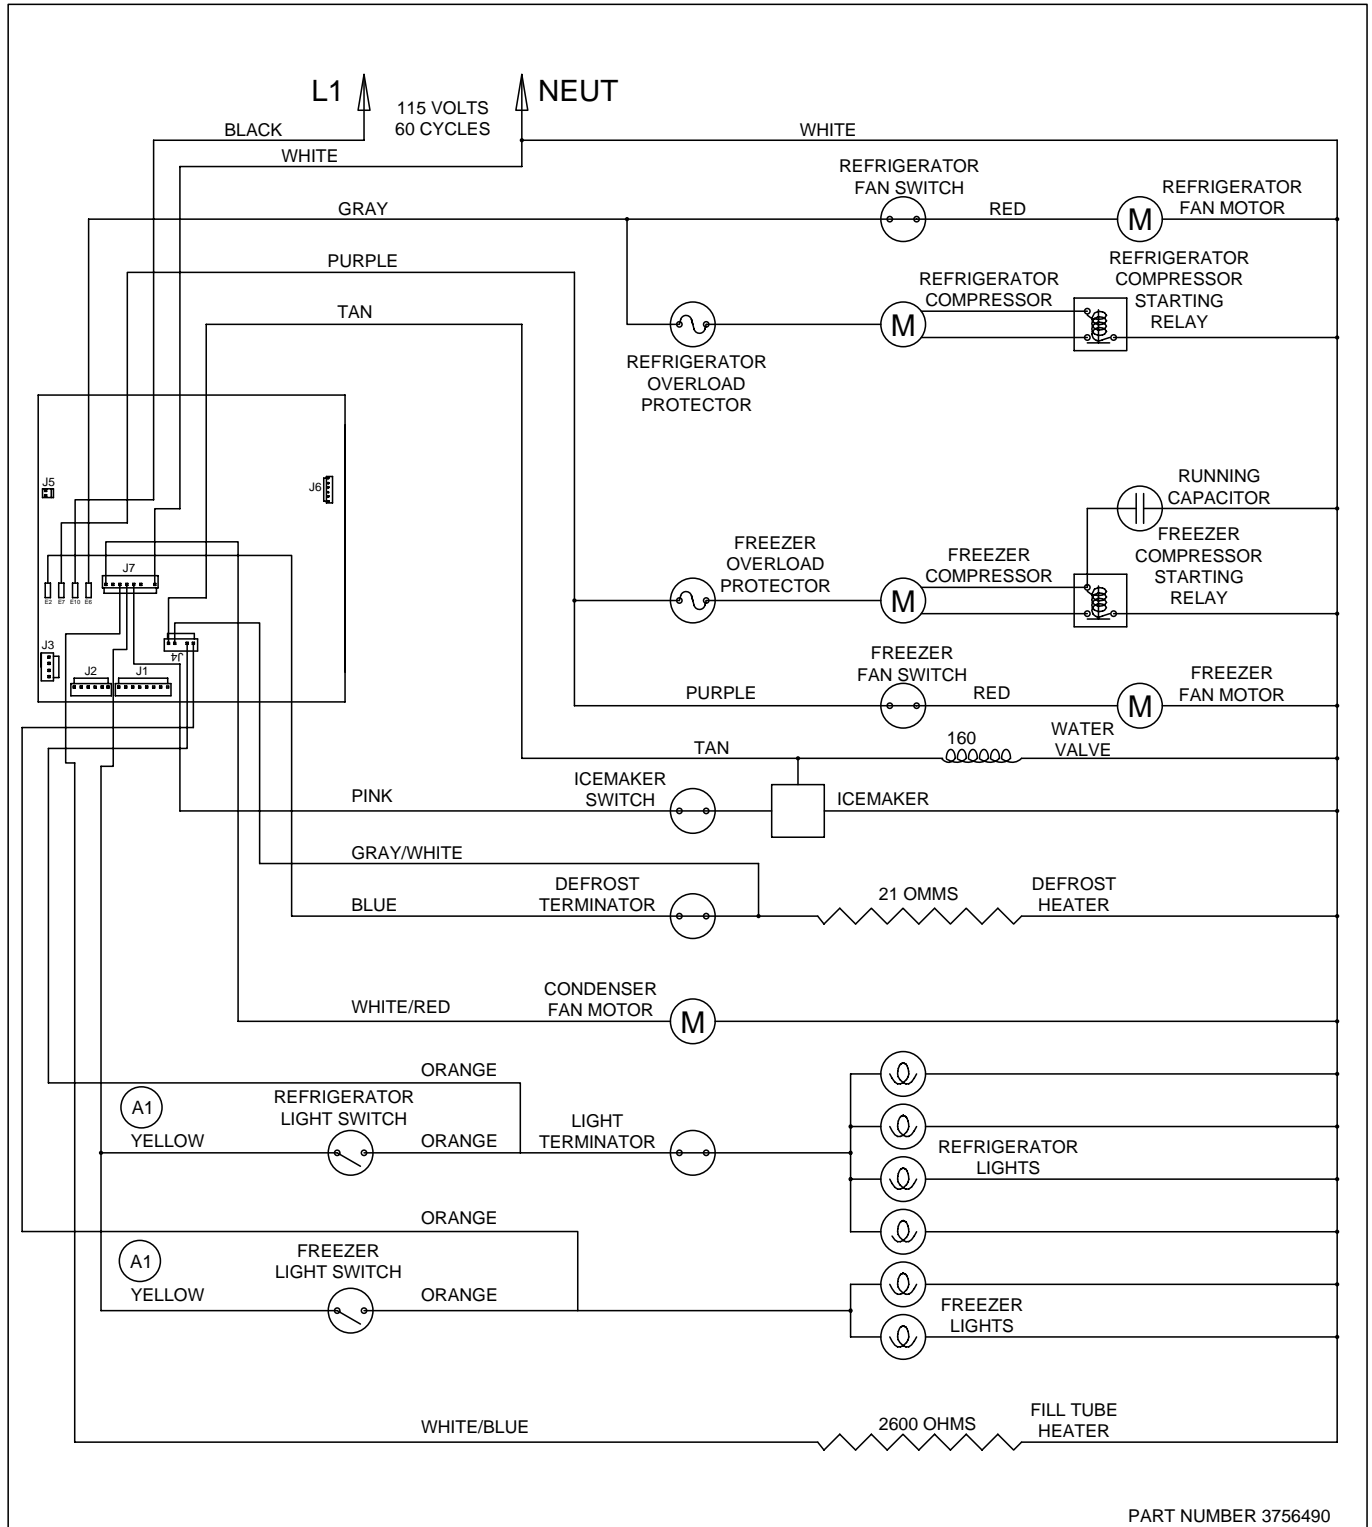 L1
115 VOLTS
60 CYCLES
NEUT
BLACK
WHITE
WHITE
REFRIGERATOR
FAN SWITCH
GRAY
RED
REFRIGERATOR
FAN MOTOR
M
PURPLE
REFRIGERATOR
COMPRESSOR
REFRIGERATOR
COMPRESSOR
STARTING
RELAY
TAN
M
REFRIGERATOR
OVERLOAD
PROTECTOR
J5
J6
RUNNING
CAPACITOR
FREEZER
OVERLOAD
PROTECTOR
FREEZER
COMPRESSOR
FREEZER
COMPRESSOR
STARTING
RELAY
M
J7
E2
E7
E10
E6
J3
J4
J2
J1
FREEZER
FAN SWITCH
PURPLE
RED
FREEZER
FAN MOTOR
M
TAN
160
WATER
VALVE
ICEMAKER
SWITCH
PINK
ICEMAKER
GRAY/WHITE
DEFROST
TERMINATOR
BLUE
21 OMMS
DEFROST
HEATER
WHITE/RED
CONDENSER
FAN MOTOR
M
ORANGE
A1
YELLOW
REFRIGERATOR
LIGHT SWITCH
ORANGE
LIGHT
TERMINATOR
REFRIGERATOR
LIGHTS
ORANGE
A1
YELLOW
FREEZER
LIGHT SWITCH
ORANGE
FREEZER
LIGHTS
WHITE/BLUE
2600 OHMS
FILL TUBE
HEATER
PART NUMBER 3756490